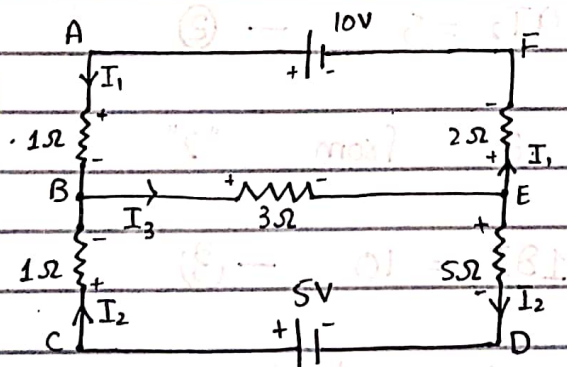 A 10V F
+ -
I₁
+ -
1Ω 2Ω
- + I₁
B + - E
I₃ 3Ω
- +
1Ω 5Ω
+ 5V - I₂
I₂ + -
C D